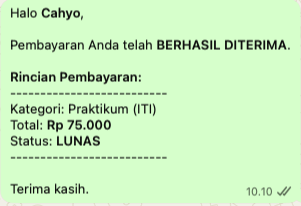 Halo Cahyo,
Pembayaran Anda telah BERHASIL DITERIMA.
Rincian Pembayaran:
--------------------------
Kategori: Praktikum (ITI)
Total: Rp 75.000
Status: LUNAS
--------------------------
Terima kasih.
10.10